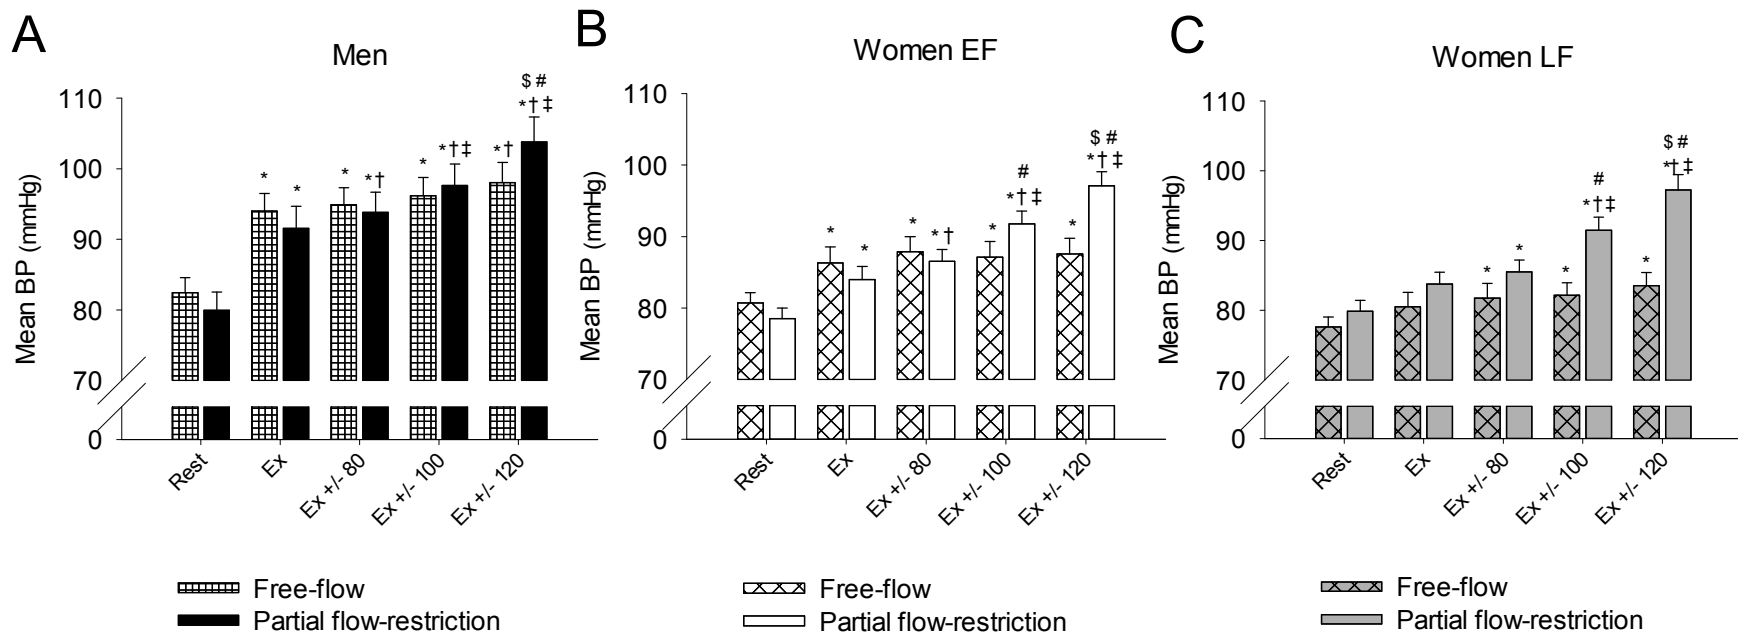 A
Men
Mean BP (mmHg)
110
100
90
80
70
0
* * * *† * *†‡ *† $ #
*†‡
Rest
Ex
Ex +/- 80
Ex +/- 100
Ex +/- 120
Free-flow
Partial flow-restriction
B
Women EF
Mean BP (mmHg)
110
100
90
80
70
0
* * * *† * #
*†‡
* $ #
*†‡
Rest
Ex
Ex +/- 80
Ex +/- 100
Ex +/- 120
Free-flow
Partial flow-restriction
C
Women LF
Mean BP (mmHg)
110
100
90
80
70
0
* * * #
*†‡
* $ #
*†‡
Rest
Ex
Ex +/- 80
Ex +/- 100
Ex +/- 120
Free-flow
Partial flow-restriction